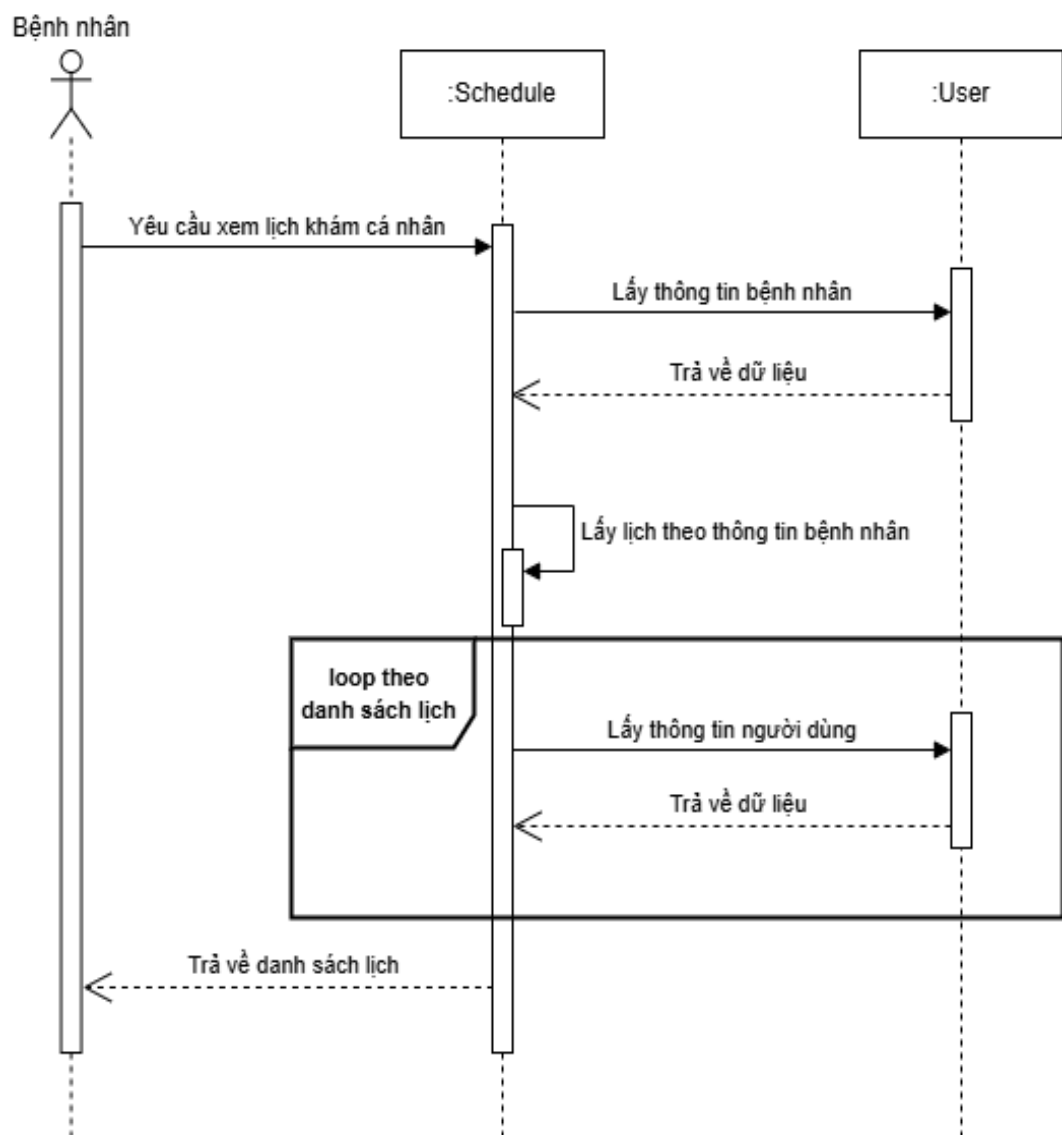 Bệnh nhân
:Schedule
:User
Yêu cầu xem lịch khám cá nhân
Lấy thông tin bệnh nhân
Trả về dữ liệu
Lấy lịch theo thông tin bệnh nhân
loop theo
danh sách lịch
Lấy thông tin người dùng
Trả về dữ liệu
Trả về danh sách lịch